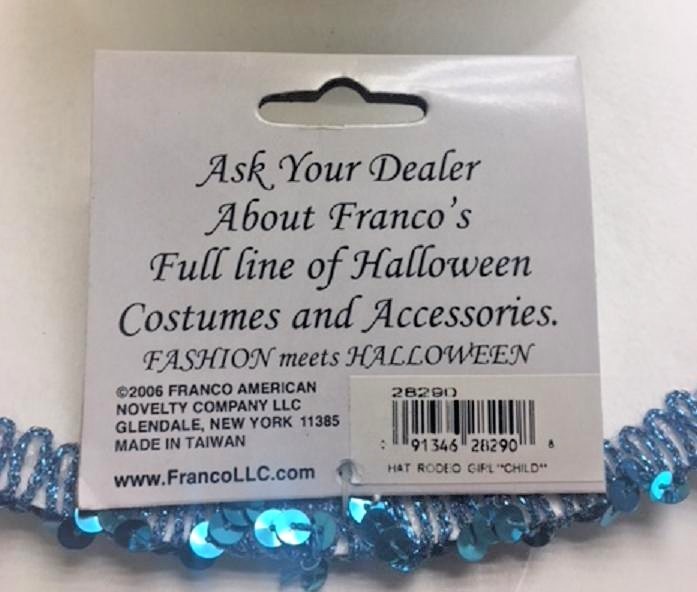 Ask Your Dealer
About Franco's
Full line of Halloween
Costumes and Accessories.
FASHION meets HALLOWEEN
©2006 FRANCO AMERICAN
NOVELTY COMPANY LLC
GLENDALE, NEW YORK 11385
MADE IN TAIWAN
www.FrancoLLC.com
28290
91346 28290 8
HAT RODEO GIRL "CHILD"